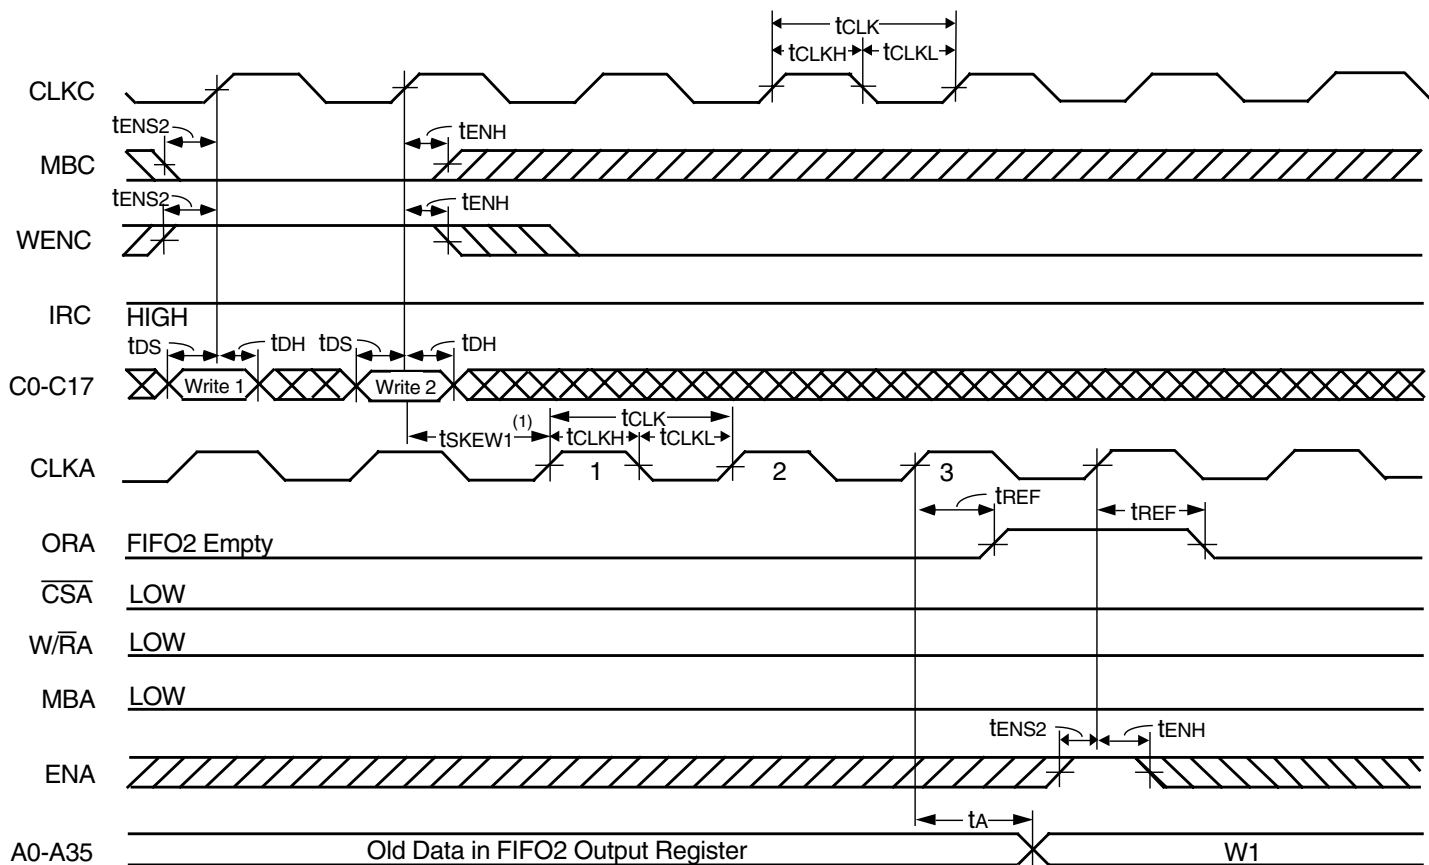 tCLK
tCLKH tCLKL
CLKC
tENS2 tENH
MBC
tENS2 tENH
WENC
IRC HIGH
tDS tDH tDS tDH
C0-C17 Write 1 Write 2
tSKEW1(1) tCLK
tCLKH tCLKL
CLKA 1 2 3
tREF tREF
ORA FIFO2 Empty
CSA LOW
W/RA LOW
MBA LOW
tENS2 tENH
ENA
tA
A0-A35 Old Data in FIFO2 Output Register W1